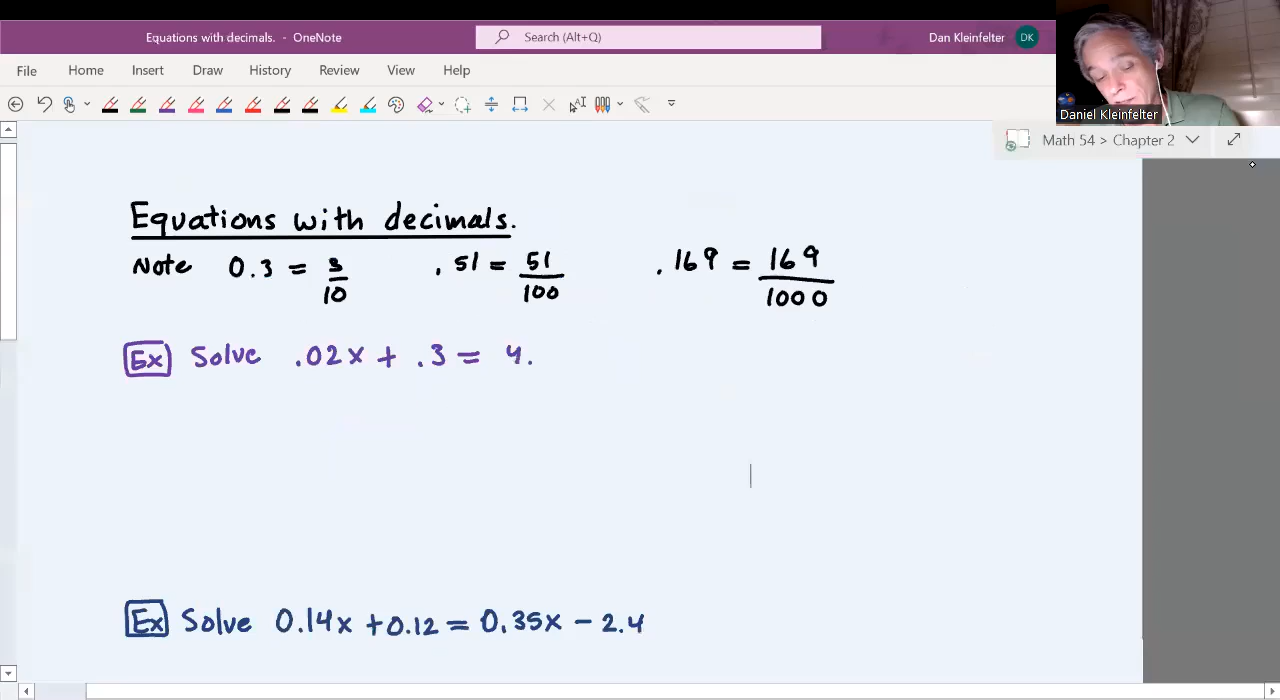 Equations with decimals. - OneNote
Search (Alt+Q)
Dan Kleinfelter
DK
File Home Insert Draw History Review View Help
Daniel Kleinfelter
Math 54 > Chapter 2
Equations with decimals.
Note 0.3 = 3/10 .51 = 51/100 .169 = 169/1000
Ex Solve .02x + .3 = 4.
Ex Solve 0.14x + 0.12 = 0.35x - 2.4